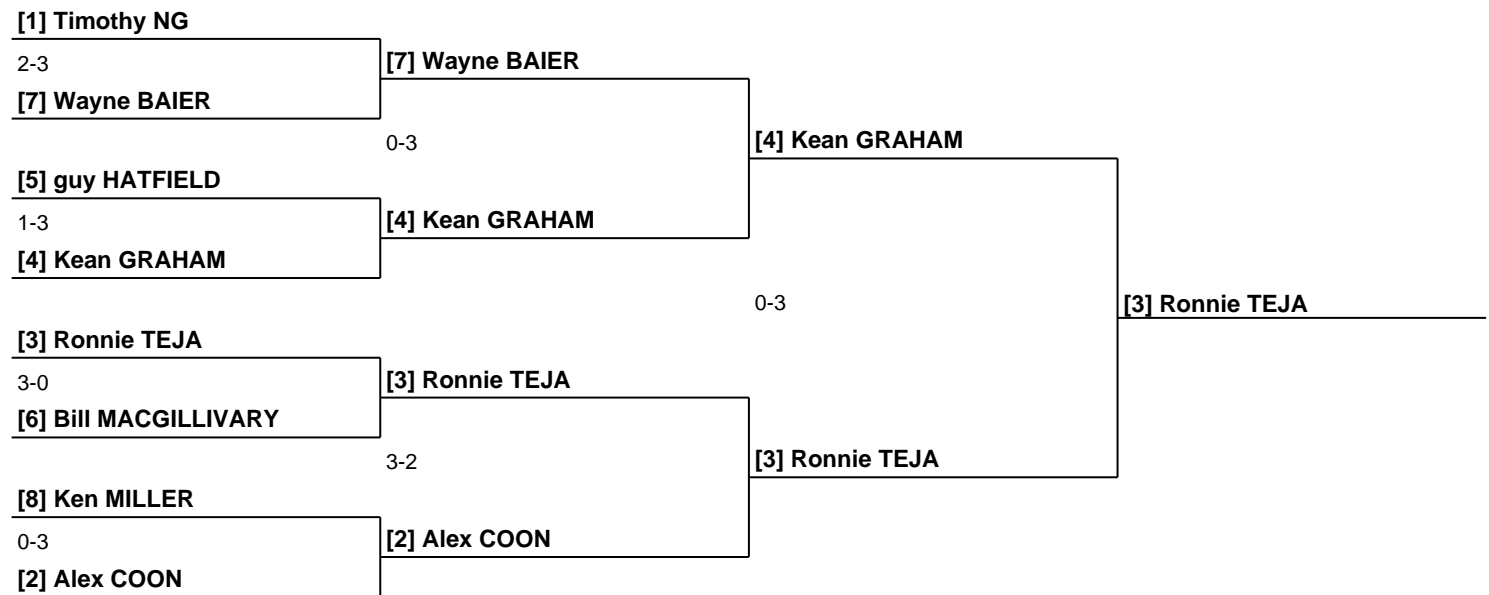 [1] Timothy NG
2-3
[7] Wayne BAIER
[7] Wayne BAIER
0-3
[4] Kean GRAHAM
[5] guy HATFIELD
1-3
[4] Kean GRAHAM
[4] Kean GRAHAM
0-3
[3] Ronnie TEJA
[3] Ronnie TEJA
3-0
[3] Ronnie TEJA
[6] Bill MACGILLIVARY
3-2
[3] Ronnie TEJA
[8] Ken MILLER
0-3
[2] Alex COON
[2] Alex COON